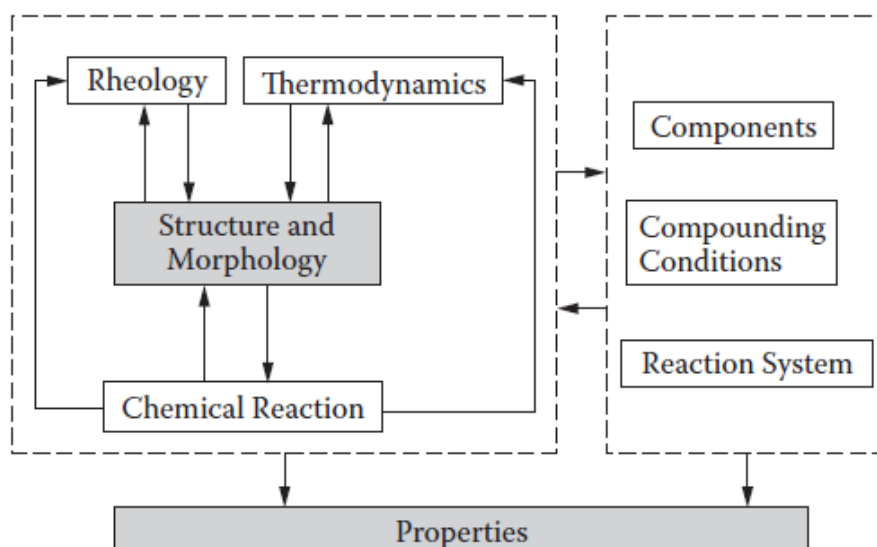 Rheology
Thermodynamics
Components
Structure and
Morphology
Compounding
Conditions
Reaction System
Chemical Reaction
Properties